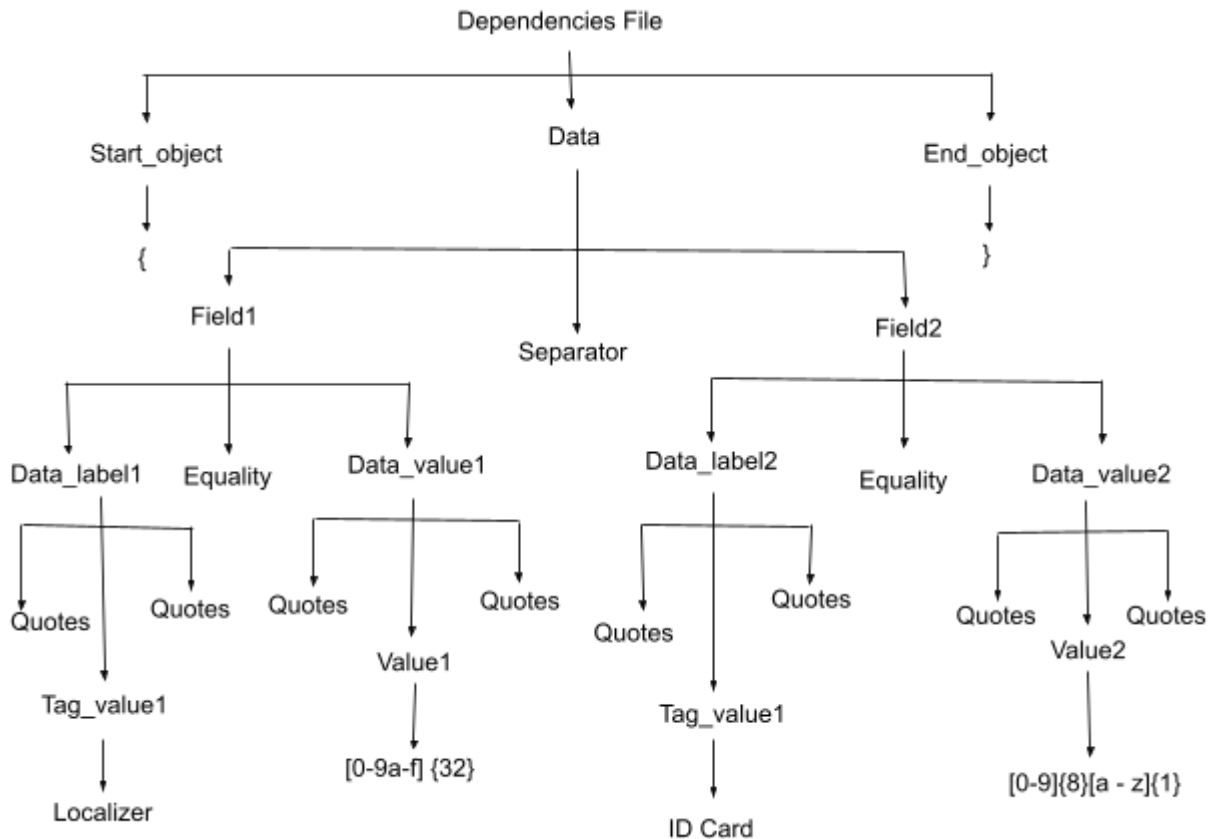 Dependencies File
Start_object
Data
End_object
{
}
Field1
Separator
Field2
Data_label1
Equality
Data_value1
Data_label2
Equality
Data_value2
Quotes
Quotes
Quotes
Quotes
Quotes
Quotes
Quotes
Quotes
Tag_value1
Value1
Tag_value1
Value2
Localizer
[0-9a-f] {32}
ID Card
[0-9]{8}[a - z]{1}